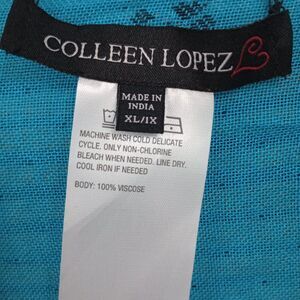 COLLEEN LOPEZ
MADE IN
INDIA
XL/1X
MACHINE WASH COLD DELICATE
CYCLE. ONLY NON-CHLORINE
BLEACH WHEN NEEDED. LINE DRY.
COOL IRON IF NEEDED
BODY: 100% VISCOSE